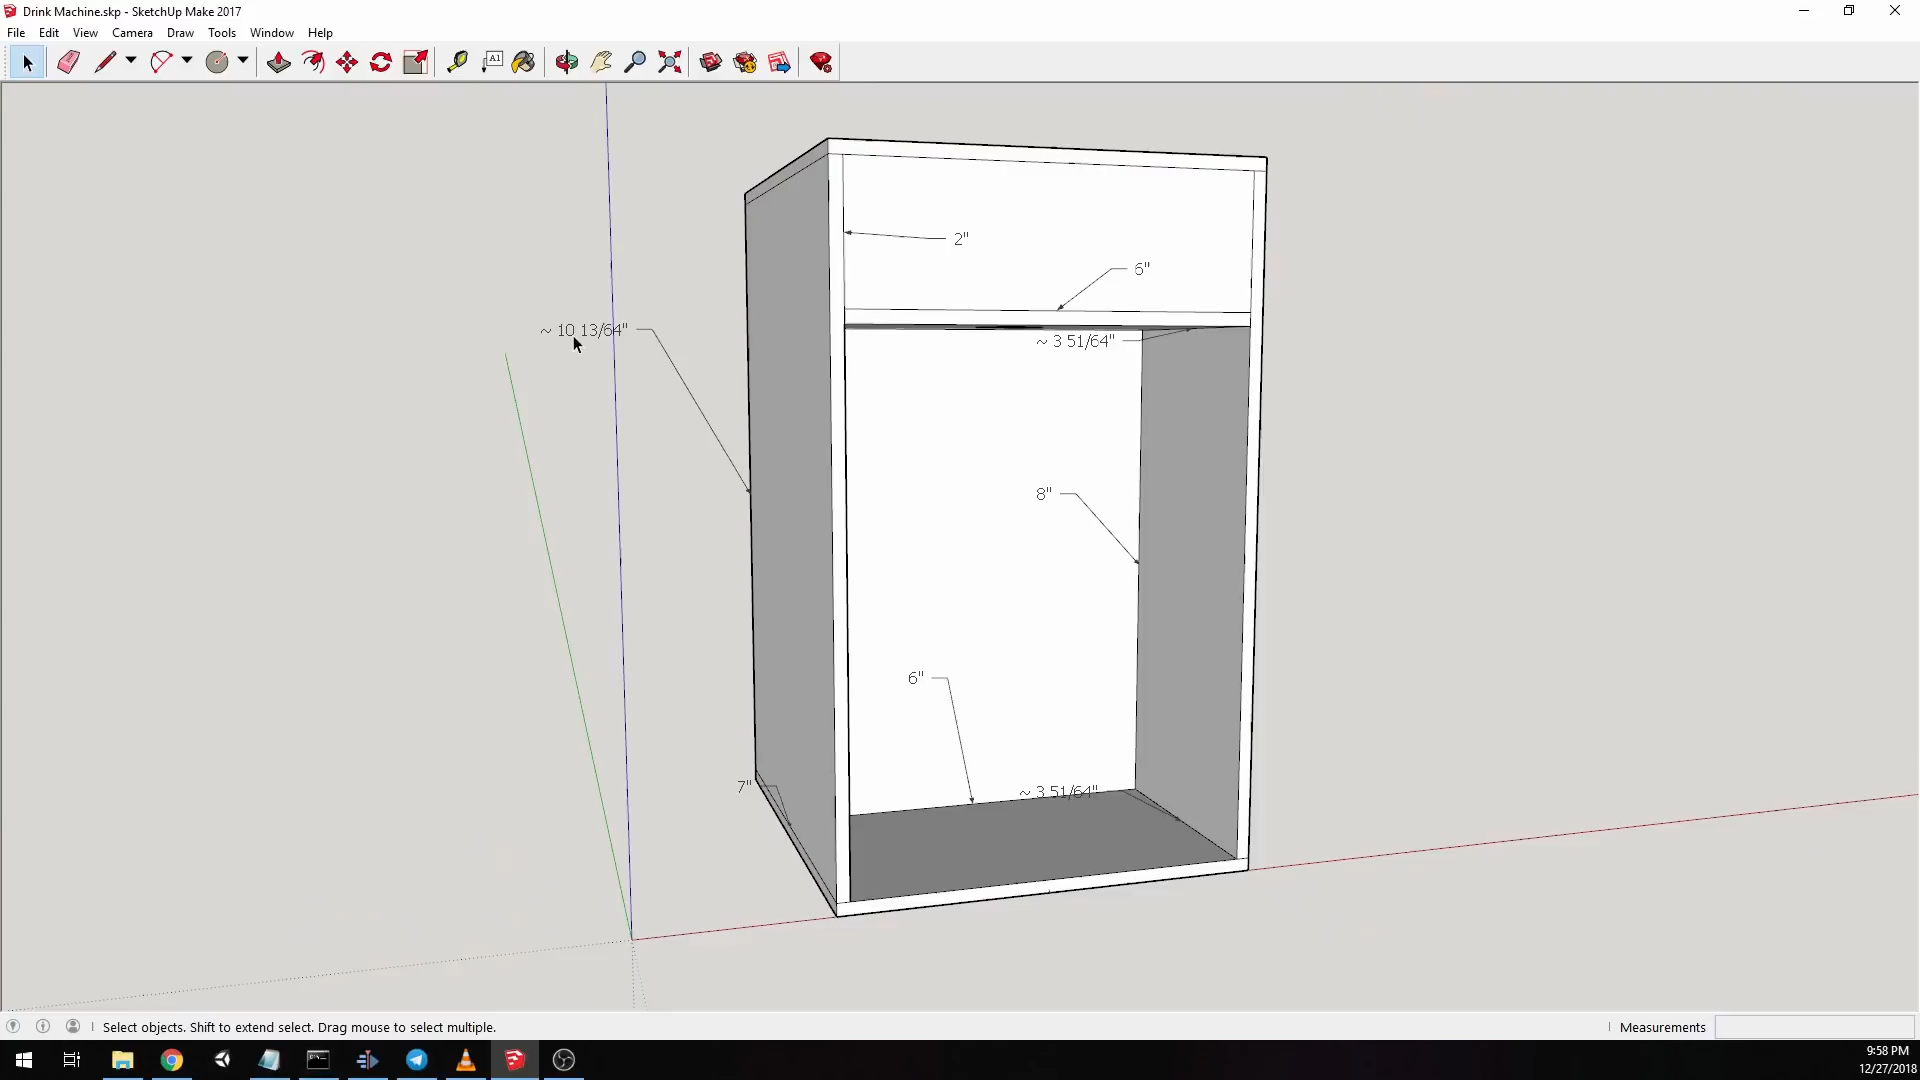 Drink Machine.skp - SketchUp Make 2017
File Edit View Camera Draw Tools Window Help
A1
2"
6"
~ 10 13/64"
~ 3 51/64"
8"
6"
7"
~ 3 51/64"
Select objects. Shift to extend select. Drag mouse to select multiple.
Measurements
9:58 PM
12/27/2018